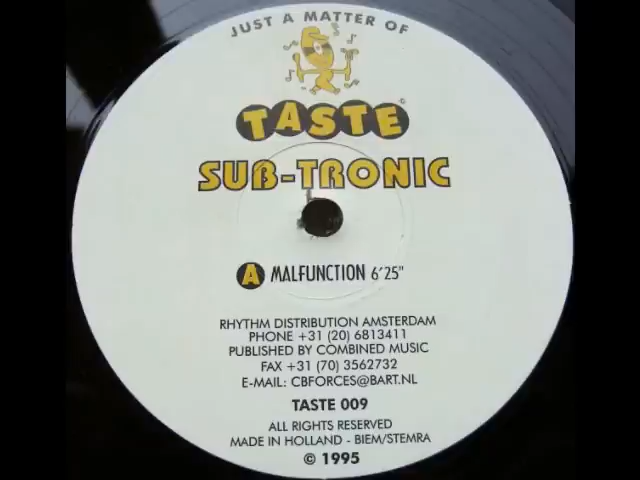 JUST A MATTER OF
TASTE ©
SUB-TRONIC
A MALFUNCTION 6'25"
RHYTHM DISTRIBUTION AMSTERDAM
PHONE +31 (20) 6813411
PUBLISHED BY COMBINED MUSIC
FAX +31 (70) 3562732
E-MAIL: CBFORCES@BART.NL
TASTE 009
ALL RIGHTS RESERVED
MADE IN HOLLAND - BIEM/STEMRA
© 1995